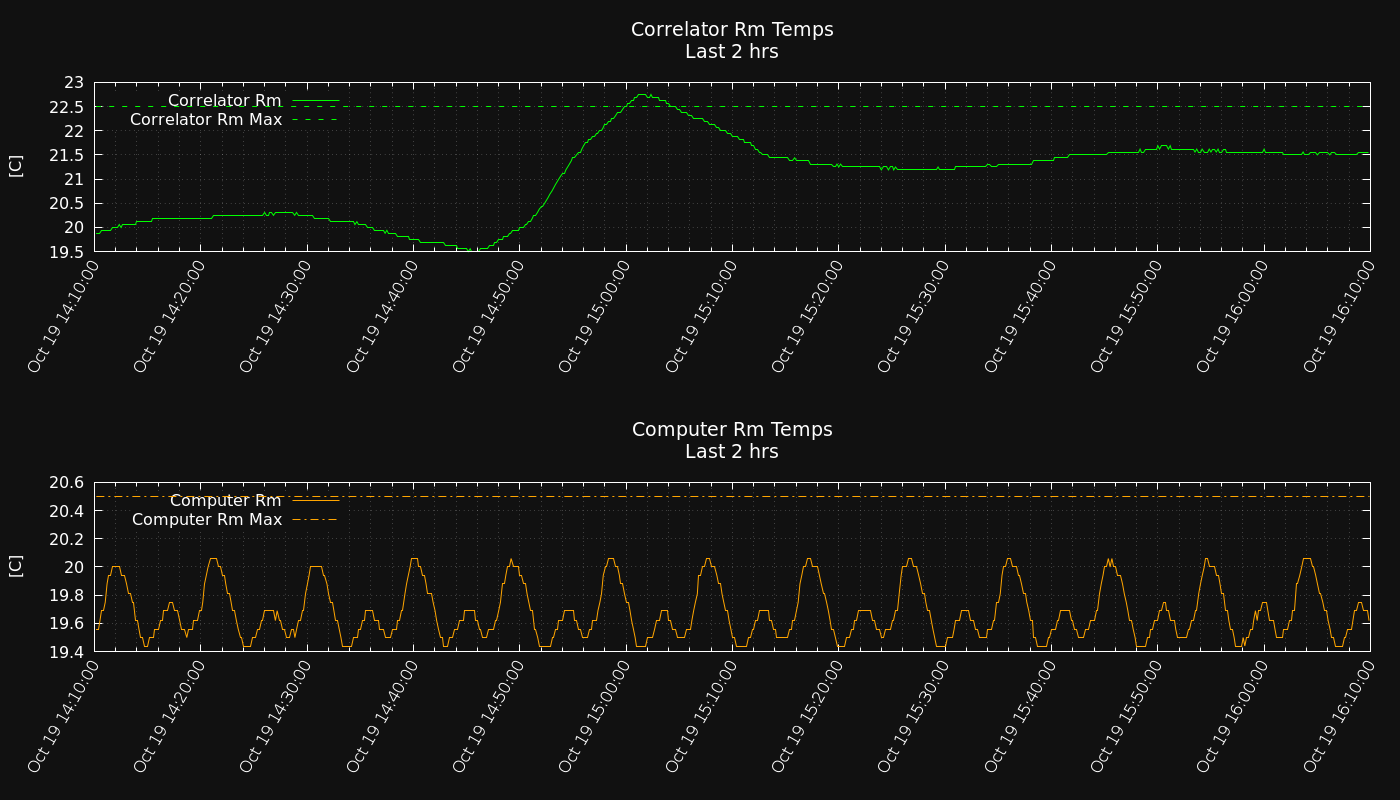 Correlator Rm Temps
Last 2 hrs
23
22.5
22
21.5
21
20.5
20
19.5
[C]
Correlator Rm
Correlator Rm Max
Oct 19 14:10:00
Oct 19 14:20:00
Oct 19 14:30:00
Oct 19 14:40:00
Oct 19 14:50:00
Oct 19 15:00:00
Oct 19 15:10:00
Oct 19 15:20:00
Oct 19 15:30:00
Oct 19 15:40:00
Oct 19 15:50:00
Oct 19 16:00:00
Oct 19 16:10:00
Computer Rm Temps
Last 2 hrs
20.6
20.4
20.2
20
19.8
19.6
19.4
[C]
Computer Rm
Computer Rm Max
Oct 19 14:10:00
Oct 19 14:20:00
Oct 19 14:30:00
Oct 19 14:40:00
Oct 19 14:50:00
Oct 19 15:00:00
Oct 19 15:10:00
Oct 19 15:20:00
Oct 19 15:30:00
Oct 19 15:40:00
Oct 19 15:50:00
Oct 19 16:00:00
Oct 19 16:10:00